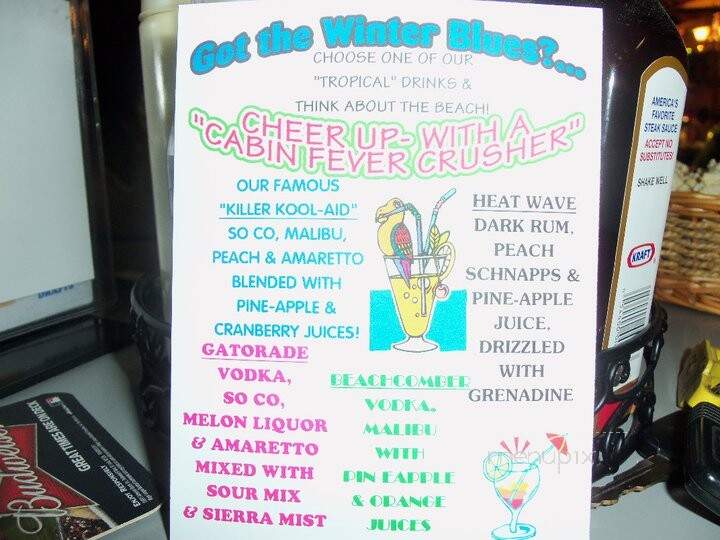 Got the Winter Blues?...
CHOOSE ONE OF OUR
"TROPICAL" DRINKS &
THINK ABOUT THE BEACH!
"CHEER UP- WITH A
CABIN FEVER CRUSHER"
OUR FAMOUS
"KILLER KOOL-AID"
SO CO, MALIBU,
PEACH & AMARETTO
BLENDED WITH
PINE-APPLE &
CRANBERRY JUICES!
HEAT WAVE
DARK RUM,
PEACH
SCHNAPPS &
PINE-APPLE
JUICE,
DRIZZLED
WITH
GRENADINE
GATORADE
VODKA,
SO CO,
MELON LIQUOR
& AMARETTO
MIXED WITH
SOUR MIX
& SIERRA MIST
BEACHCOMBER
VODKA,
MALIBU
WITH
PIN EAPPLE
& ORANGE
JUICES
menupix
AMERICA'S
FAVORITE
STEAK SAUCE
ACCEPT NO
SUBSTITUTES!
SHAKE WELL
KRAFT
GREAT TIMES ARE ON DECK
ENJOY RESPONSIBLY
Budweiser